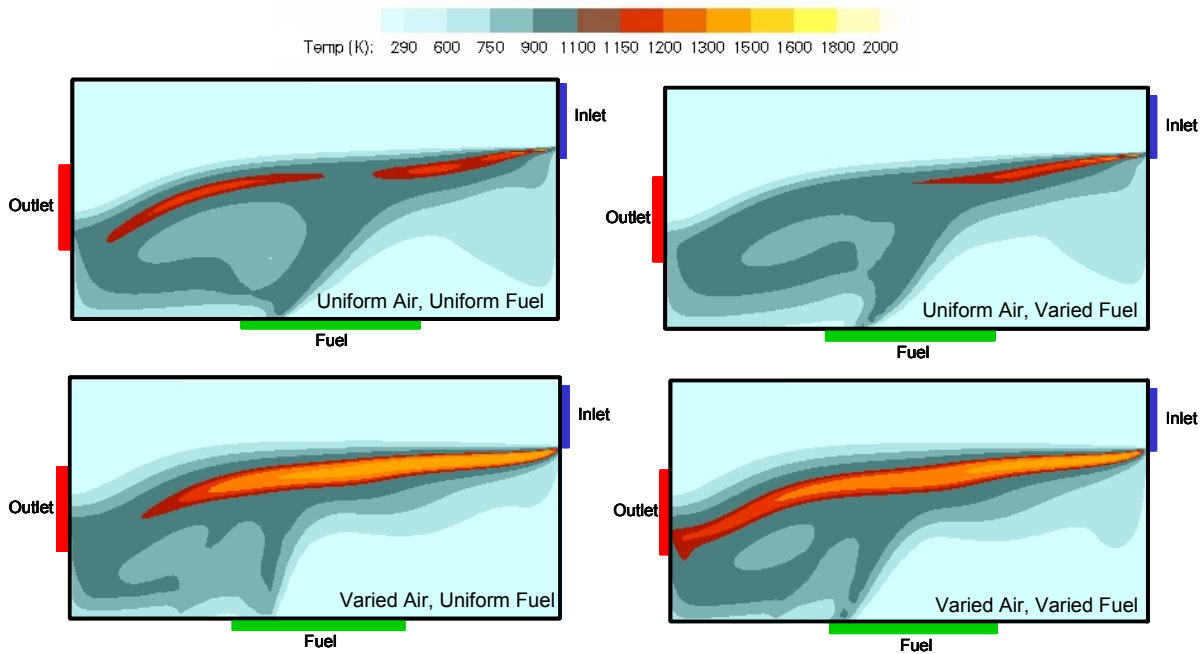 Temp (K): 290 600 750 900 1100 1150 1200 1300 1500 1600 1800 2000
Inlet
Outlet
Uniform Air, Uniform Fuel
Fuel
Inlet
Outlet
Uniform Air, Varied Fuel
Fuel
Inlet
Outlet
Varied Air, Uniform Fuel
Fuel
Inlet
Outlet
Varied Air, Varied Fuel
Fuel